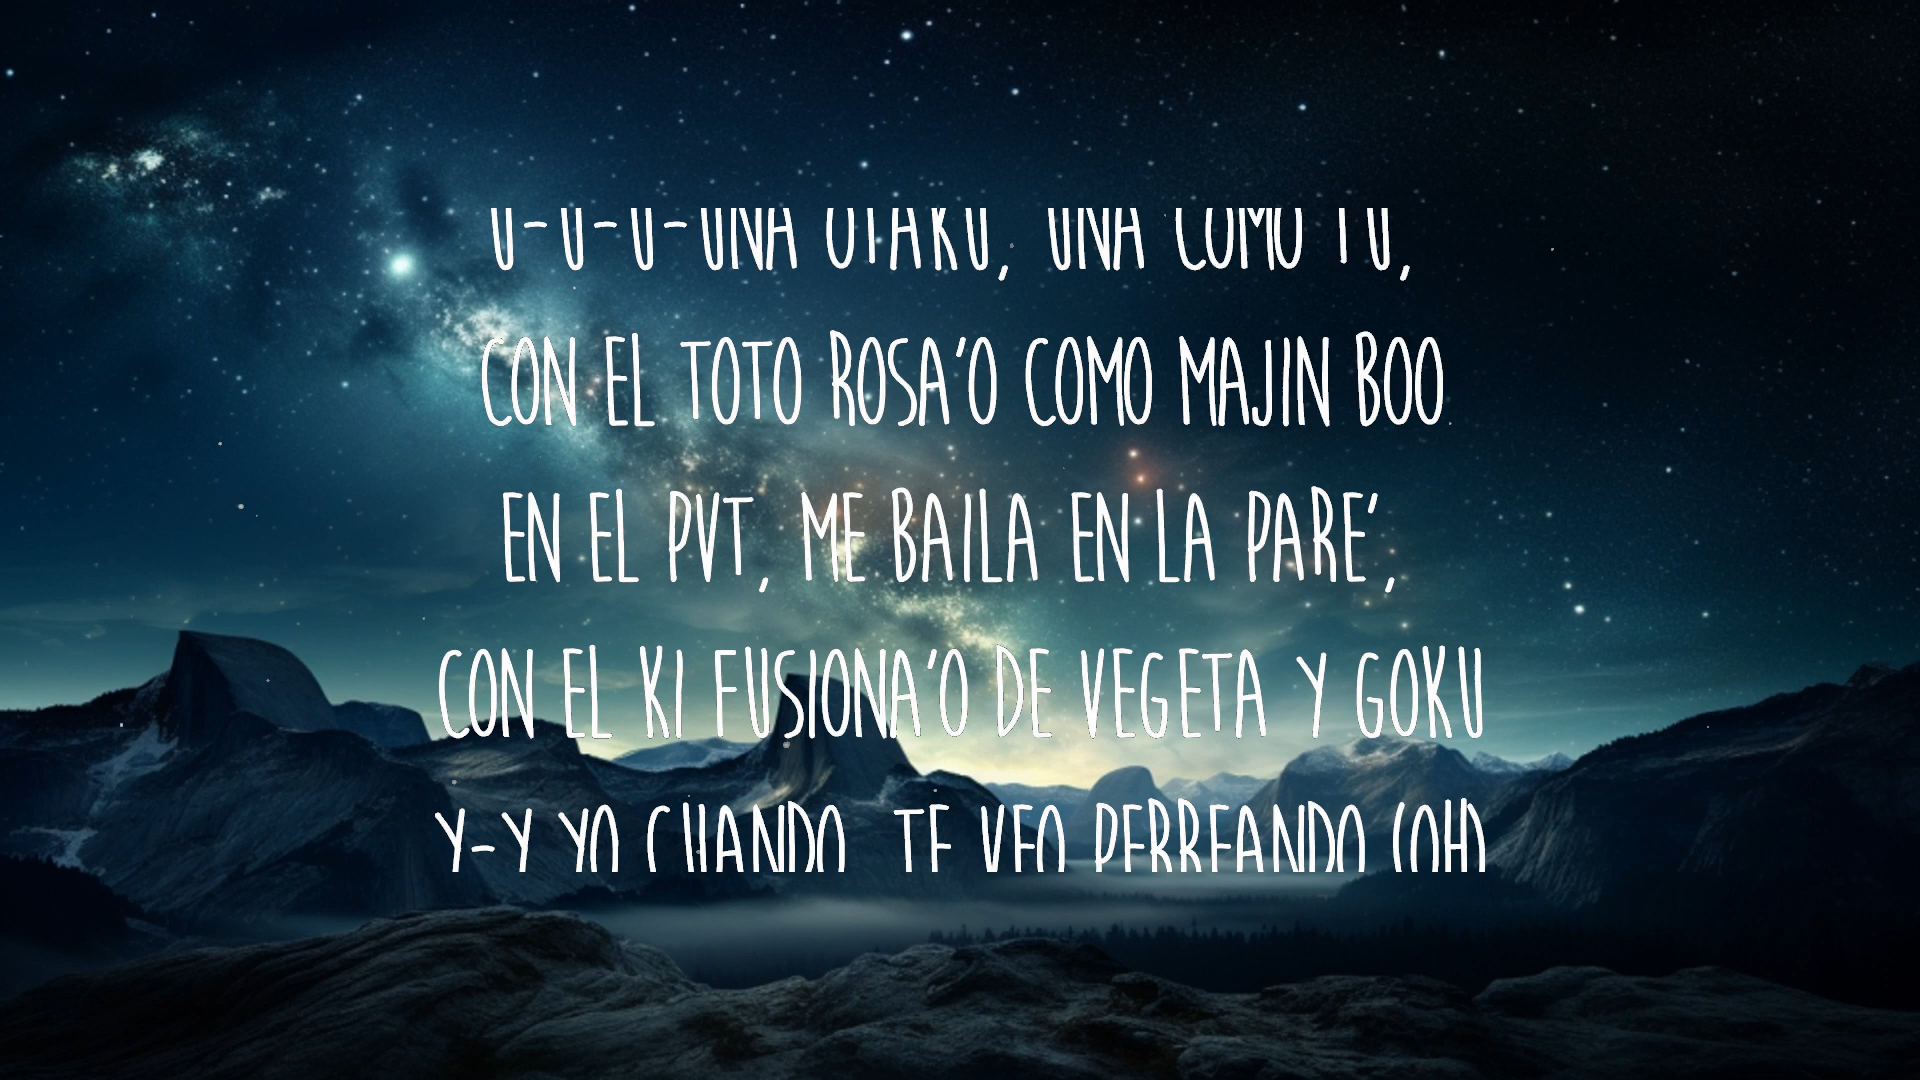 U-U-U-UNA OTAKU, UNA COMO TÚ,
CON EL TOTO ROSA'O COMO MAJIN BOO
EN EL PVT, ME BAILA EN LA PARE',
CON EL KI FUSIONA'O DE VEGETA Y GOKU
Y-Y YO CUANDO TE VEO PERREANDO (OH)